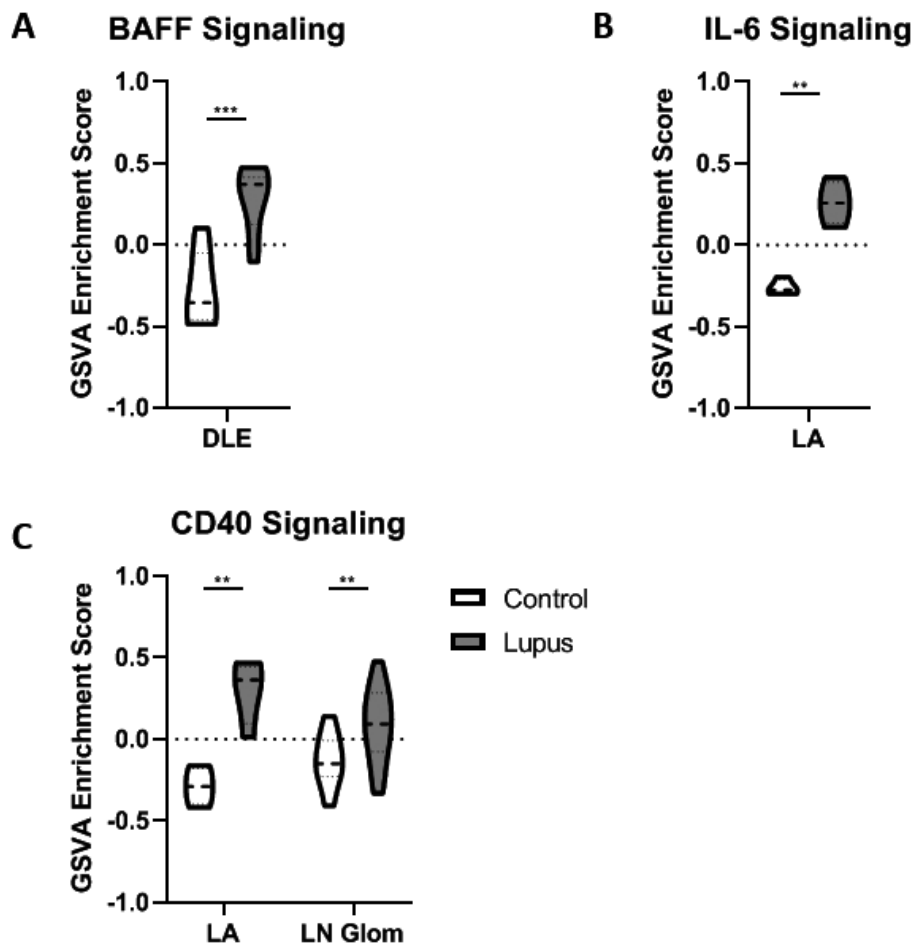 A
BAFF Signaling
GSVA Enrichment Score
1.0
0.5
0.0
-0.5
-1.0
***
DLE
B
IL-6 Signaling
GSVA Enrichment Score
1.0
0.5
0.0
-0.5
-1.0
**
LA
C
CD40 Signaling
GSVA Enrichment Score
1.0
0.5
0.0
-0.5
-1.0
**
**
LA
LN Glom
Control
Lupus